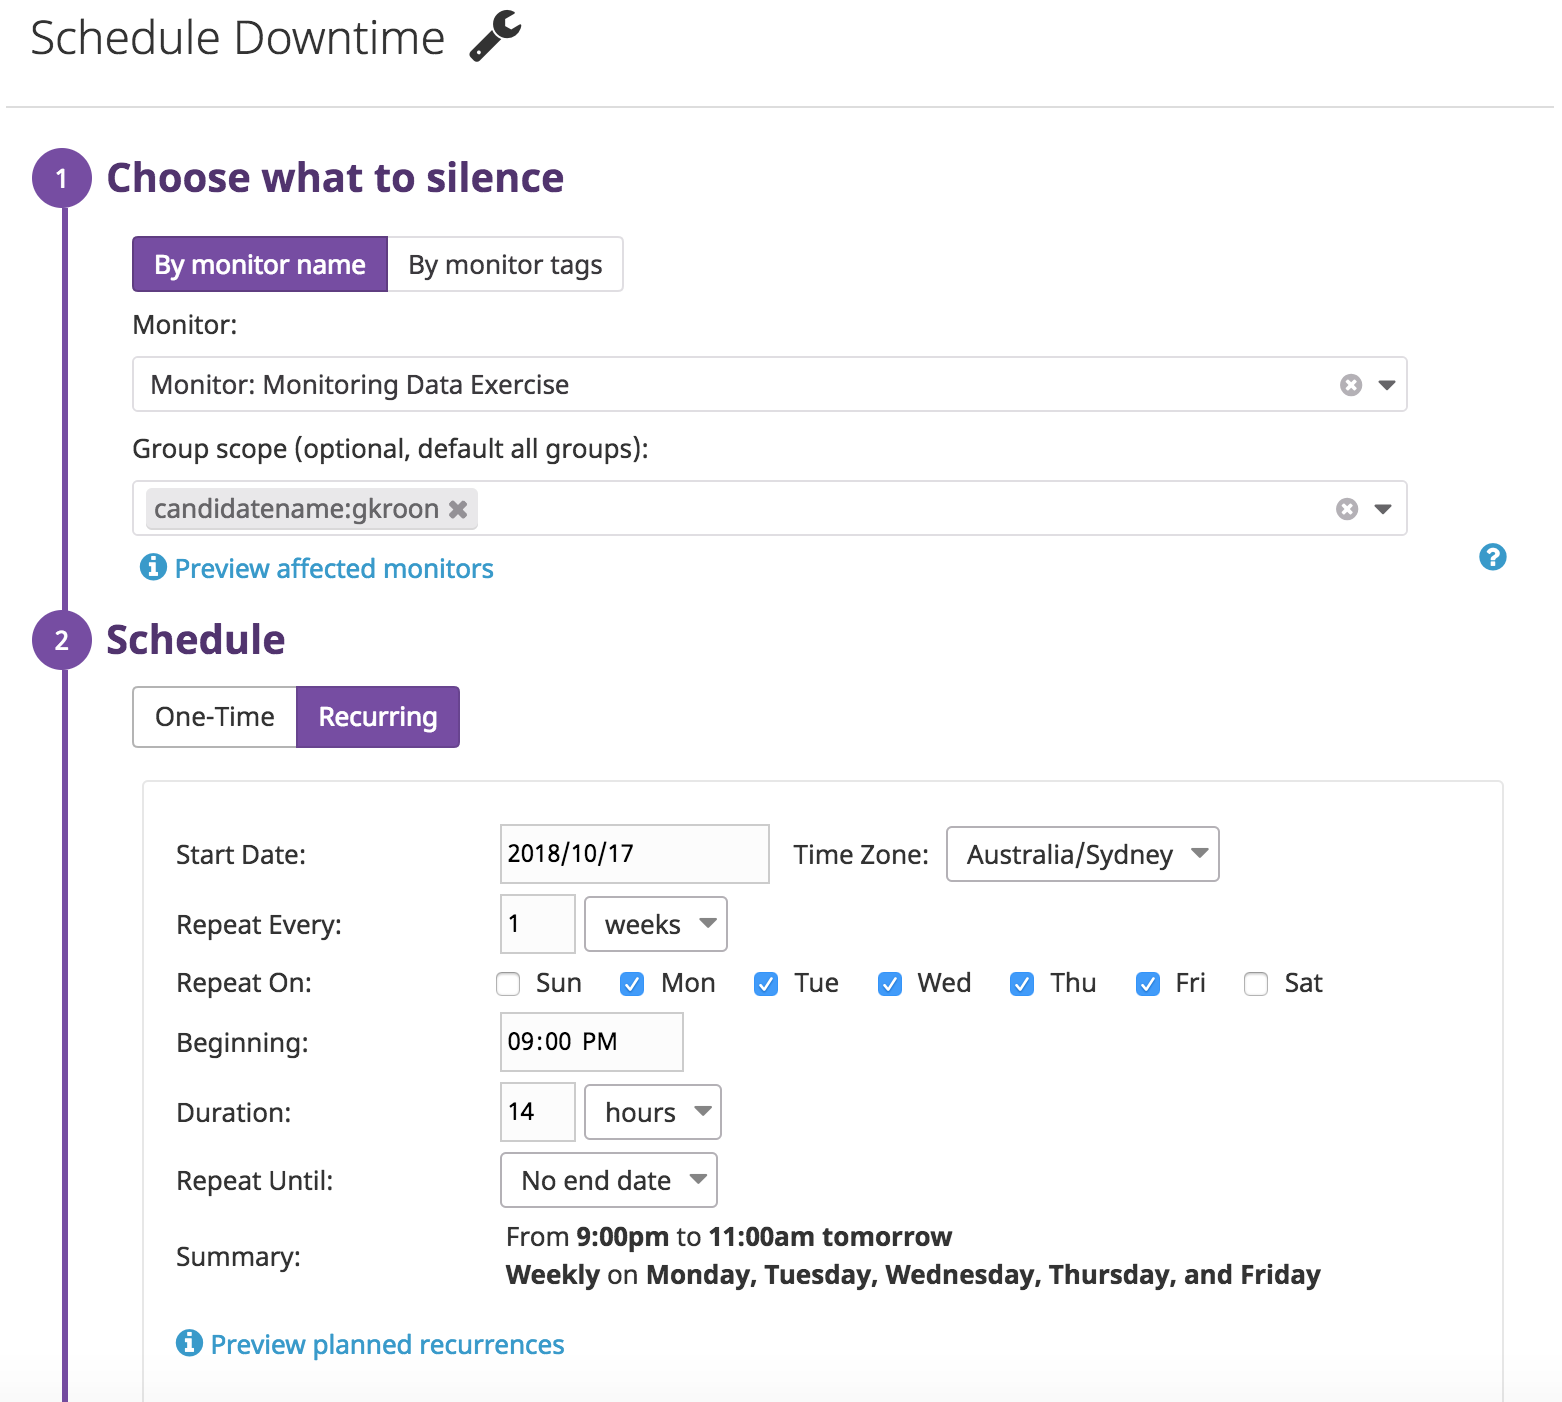 Schedule Downtime
1 Choose what to silence
By monitor name By monitor tags
Monitor:
Monitor: Monitoring Data Exercise
Group scope (optional, default all groups):
candidatename:gkroon
Preview affected monitors
2 Schedule
One-Time Recurring
Start Date: 2018/10/17 Time Zone: Australia/Sydney
Repeat Every: 1 weeks
Repeat On: Sun Mon Tue Wed Thu Fri Sat
Beginning: 09:00 PM
Duration: 14 hours
Repeat Until: No end date
Summary: From 9:00pm to 11:00am tomorrow
Weekly on Monday, Tuesday, Wednesday, Thursday, and Friday
Preview planned recurrences